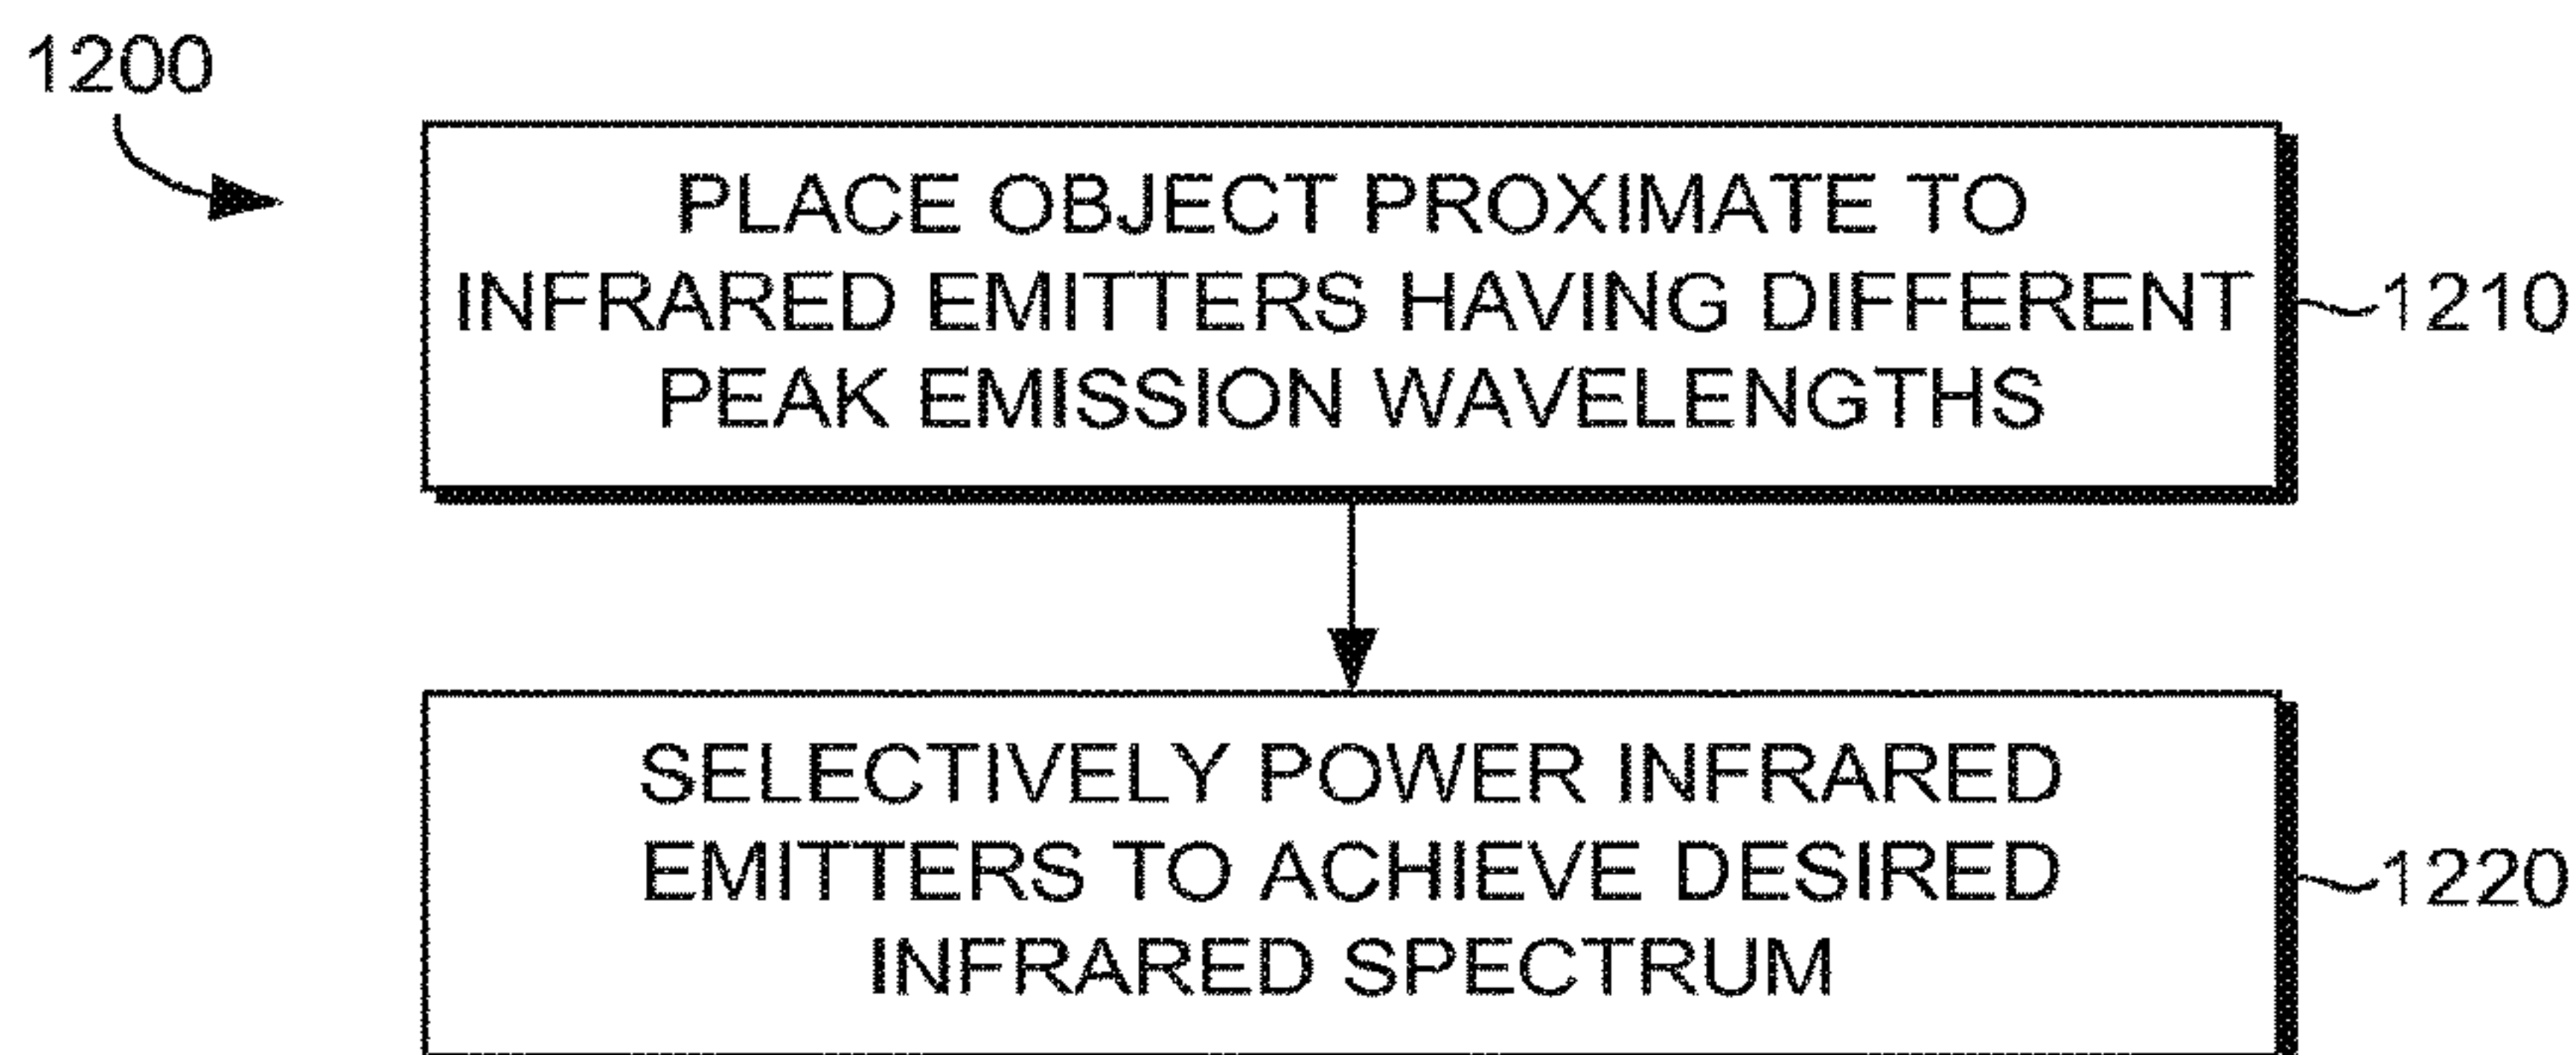 1200
PLACE OBJECT PROXIMATE TO
INFRARED EMITTERS HAVING DIFFERENT
PEAK EMISSION WAVELENGTHS
1210
SELECTIVELY POWER INFRARED
EMITTERS TO ACHIEVE DESIRED
INFRARED SPECTRUM
1220